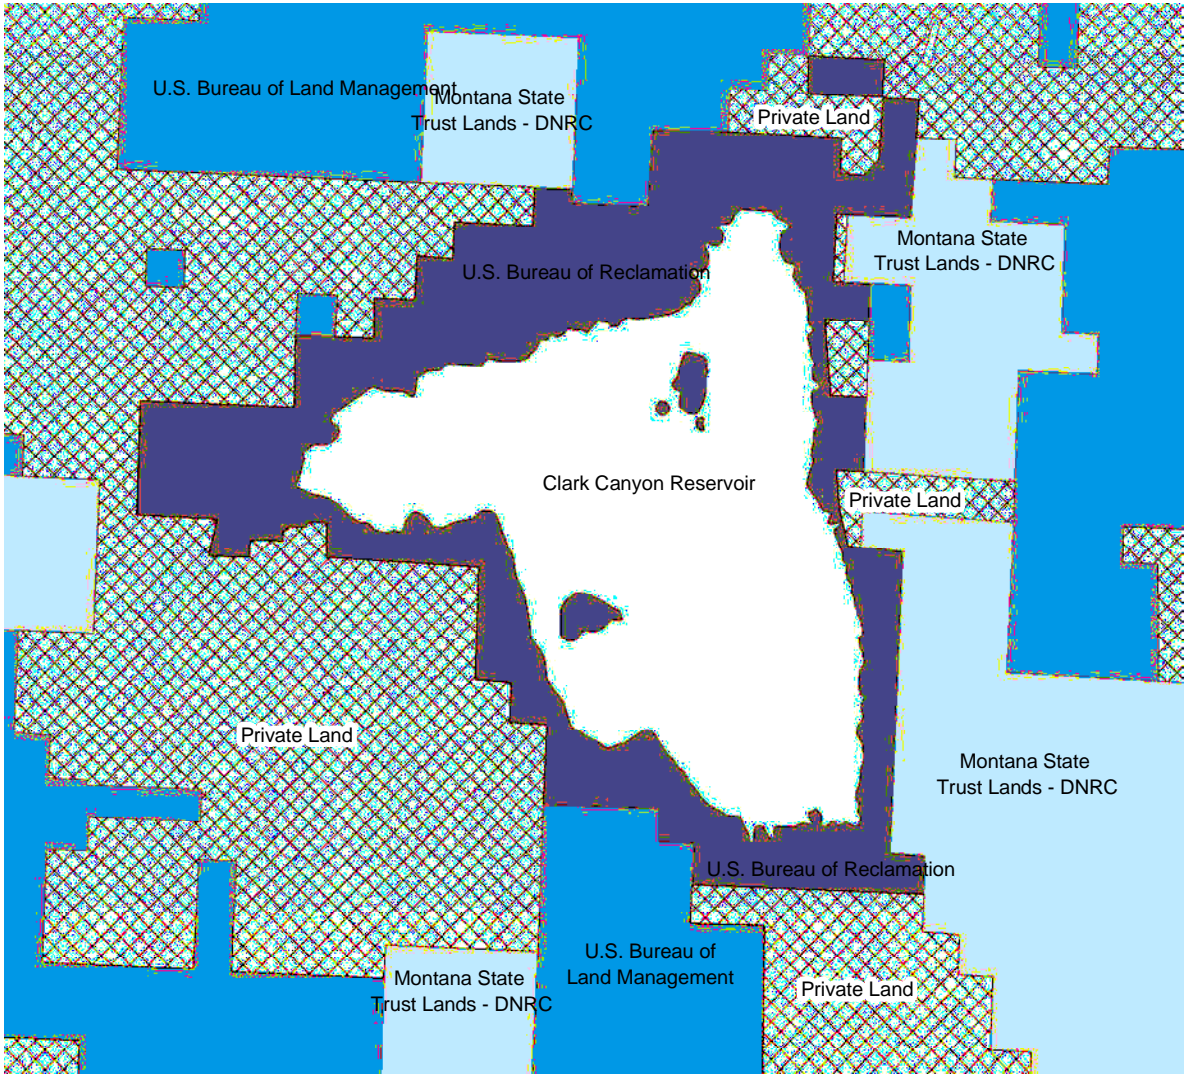 U.S. Bureau of Land Management
Montana State
Trust Lands - DNRC
Private Land
Montana State
Trust Lands - DNRC
U.S. Bureau of Reclamation
Clark Canyon Reservoir
Private Land
Private Land
Montana State
Trust Lands - DNRC
U.S. Bureau of Reclamation
U.S. Bureau of
Land Management
Montana State
Trust Lands - DNRC
Private Land